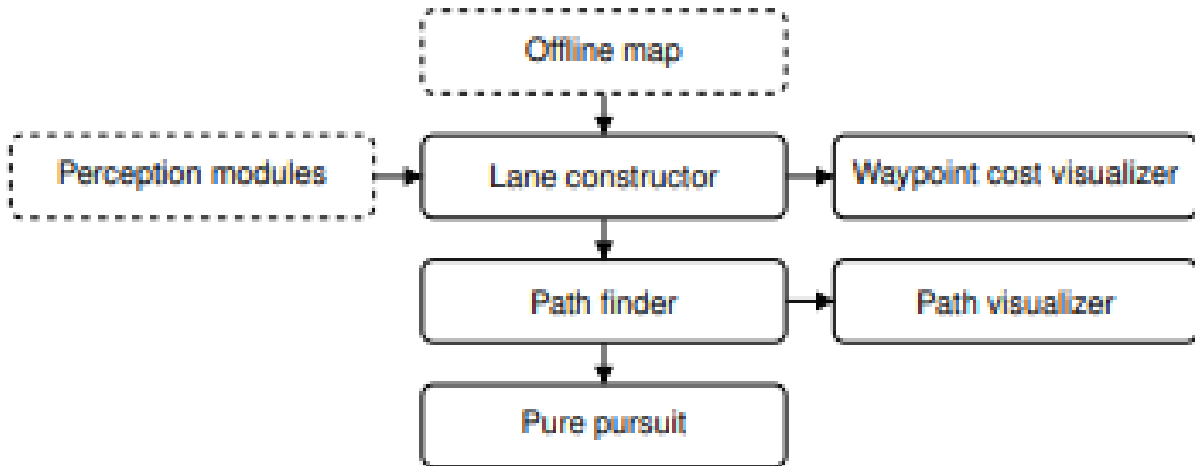 Offline map
Perception modules
Lane constructor
Waypoint cost visualizer
Path finder
Path visualizer
Pure pursuit